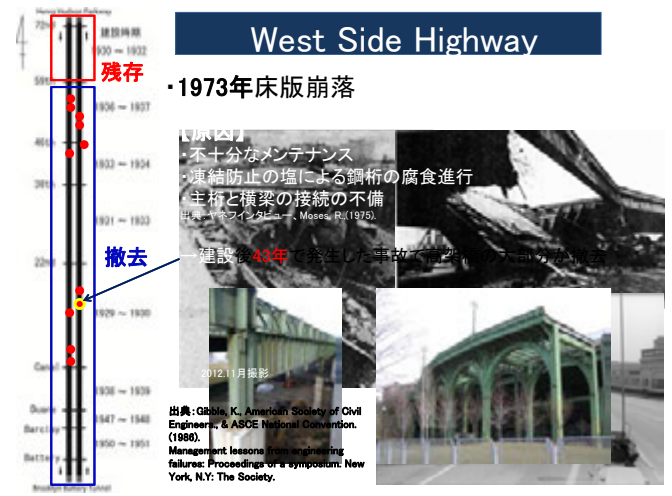 West Side Highway
・1973年床版崩落
【原因】
・不十分なメンテナンス
・凍結防止の塩による鋼桁の腐食進行
・主桁と横梁の接続の不備
出典：ヤネフインタビュー、Moses, R.,(1975).
→建設後43年で発生した事故で高架橋の大部分が撤去
Henry Hudson Parkway
72nd
建設時期
1930 〜 1932
残存
59th
1936 〜 1937
46th
1933 〜 1934
38th
1931 〜 1933
22nd
撤去
1929 〜 1930
Canal
1938 〜 1939
Duane
1947 〜 1948
Barclay
1950 〜 1951
Battery
Brooklyn Battery Tunnel
2012.11月撮影
出典：Gibble, K., American Society of Civil
Engineers., & ASCE National Convention.
(1986).
Management lessons from engineering
failures: Proceedings of a symposium. New
York, N.Y: The Society.